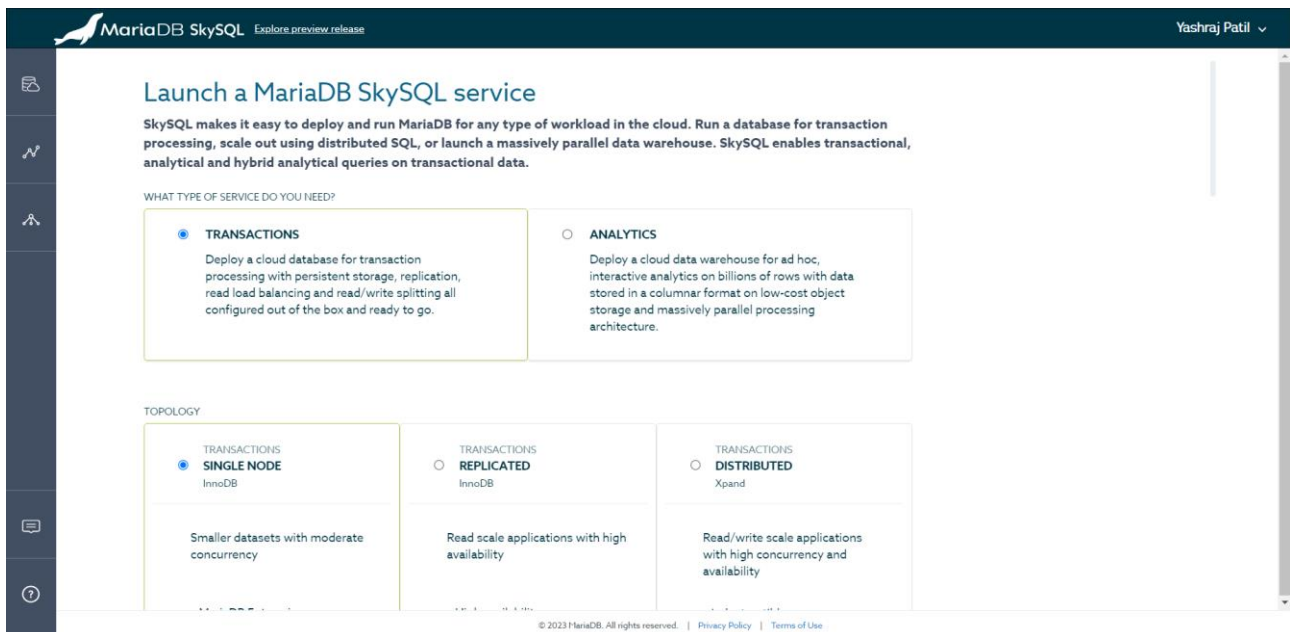 MariaDB SkySQL Explore preview release
Yashraj Patil
Launch a MariaDB SkySQL service
SkySQL makes it easy to deploy and run MariaDB for any type of workload in the cloud. Run a database for transaction
processing, scale out using distributed SQL, or launch a massively parallel data warehouse. SkySQL enables transactional,
analytical and hybrid analytical queries on transactional data.
WHAT TYPE OF SERVICE DO YOU NEED?
TRANSACTIONS
Deploy a cloud database for transaction
processing with persistent storage, replication,
read load balancing and read/write splitting all
configured out of the box and ready to go.
ANALYTICS
Deploy a cloud data warehouse for ad hoc,
interactive analytics on billions of rows with data
stored in a columnar format on low-cost object
storage and massively parallel processing
architecture.
TOPOLOGY
TRANSACTIONS
SINGLE NODE
InnoDB
Smaller datasets with moderate
concurrency
TRANSACTIONS
REPLICATED
InnoDB
Read scale applications with high
availability
TRANSACTIONS
DISTRIBUTED
Xpand
Read/write scale applications
with high concurrency and
availability
© 2023 MariaDB. All rights reserved. | Privacy Policy | Terms of Use